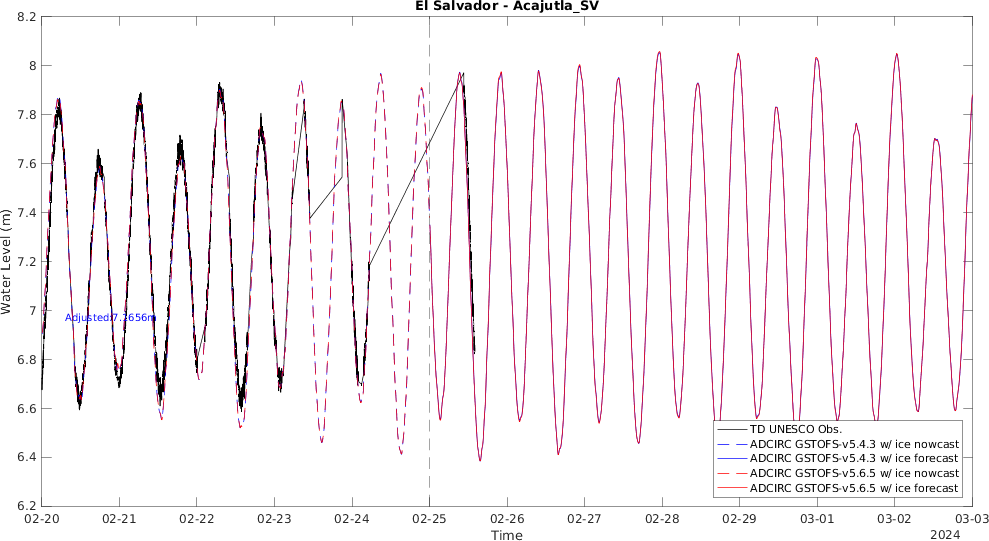 El Salvador - Acajutla_SV
8.2
8
7.8
7.6
7.4
7.2
7
6.8
6.6
6.4
6.2
Water Level (m)
Adjusted:7.2656m
02-20 02-21 02-22 02-23 02-24 02-25 02-26 02-27 02-28 02-29 03-01 03-02 03-03
Time
2024
TD UNESCO Obs.
ADCIRC GSTOFS-v5.4.3 w/ ice nowcast
ADCIRC GSTOFS-v5.4.3 w/ ice forecast
ADCIRC GSTOFS-v5.6.5 w/ ice nowcast
ADCIRC GSTOFS-v5.6.5 w/ ice forecast